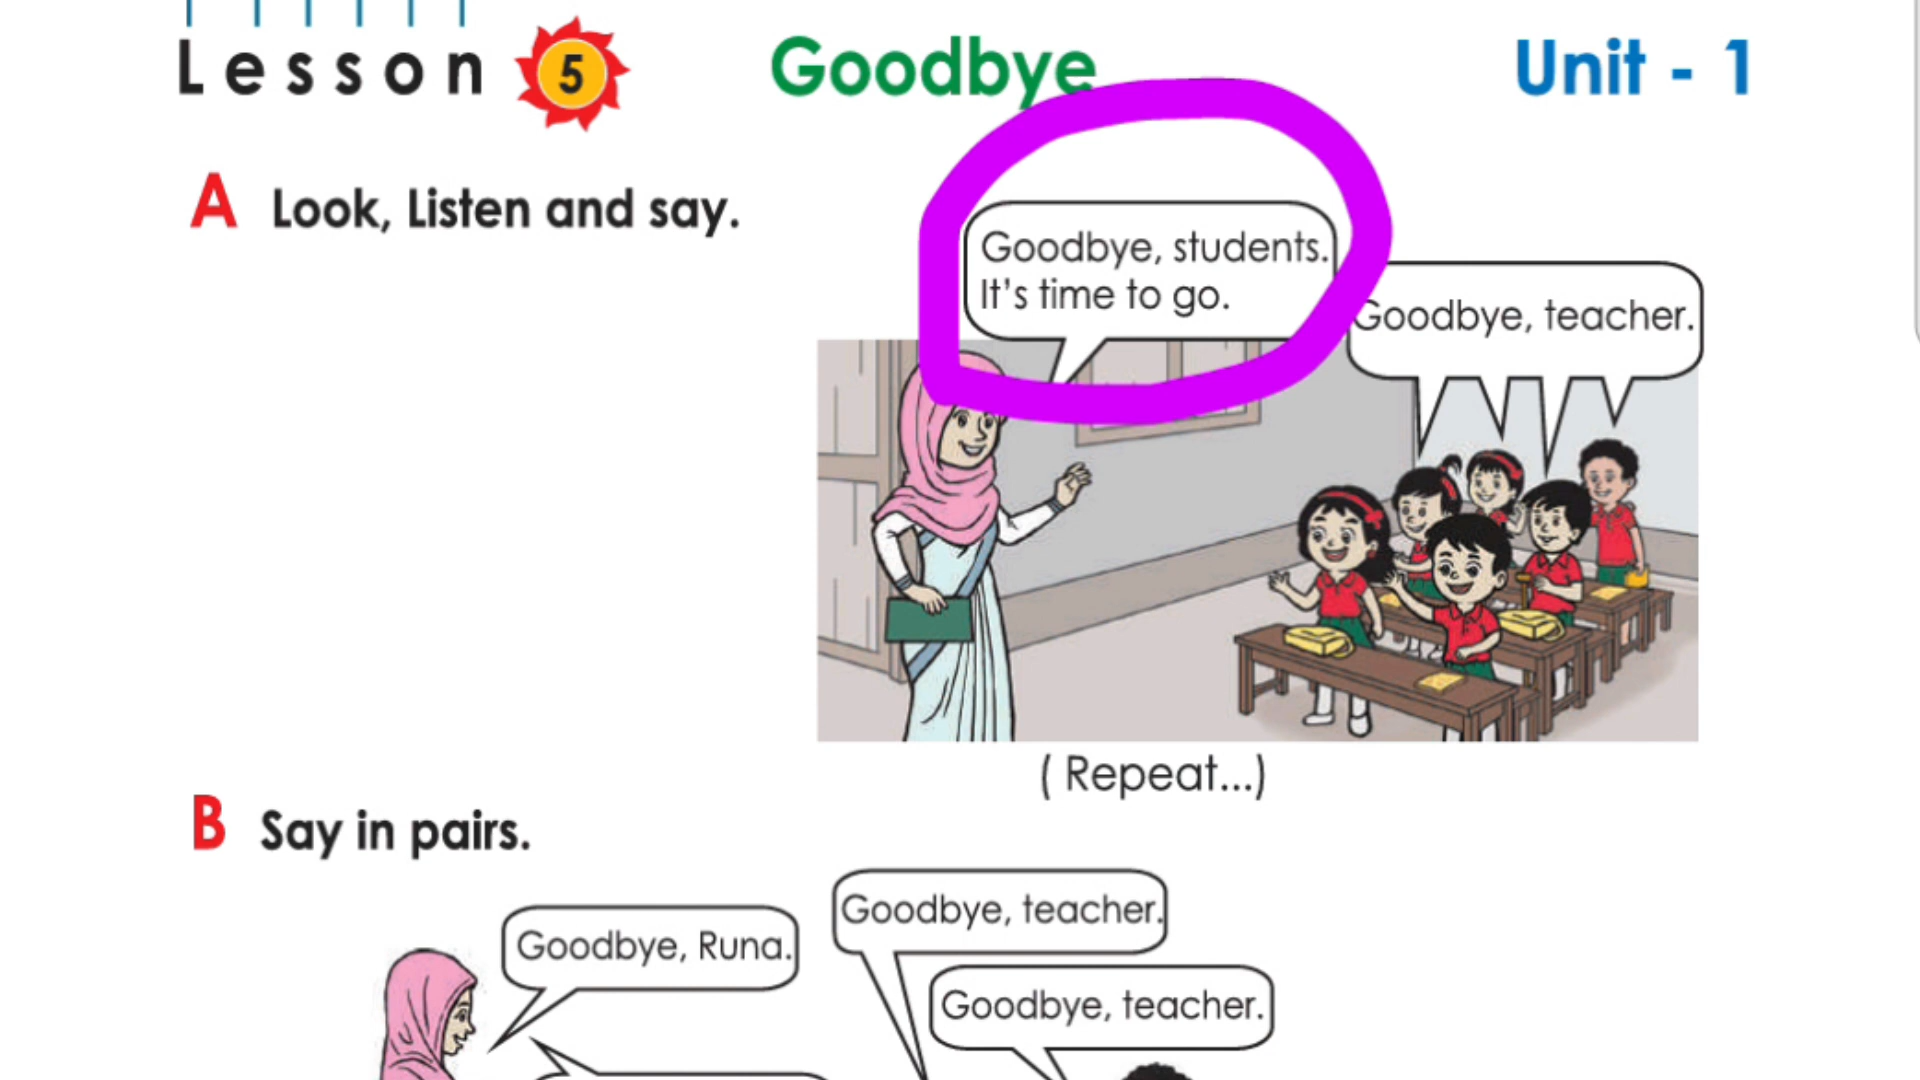 Lesson 5 Goodbye Unit - 1
A Look, Listen and say.
Goodbye, students.
It's time to go.
Goodbye, teacher.
( Repeat...)
B Say in pairs.
Goodbye, teacher.
Goodbye, Runa.
Goodbye, teacher.